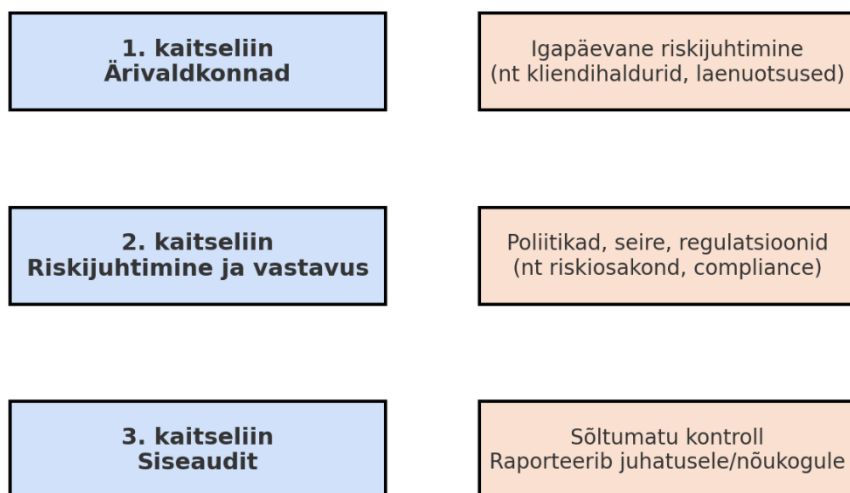 1. kaitseliin
Ärivaldkonnad
Igapäevane riskijuhtimine
(nt kliendihaldurid, laenuotsused)
2. kaitseliin
Riskijuhtimine ja vastavus
Poliitikad, seire, regulatsioonid
(nt riskiosakond, compliance)
3. kaitseliin
Siseaudit
Sõltumatu kontroll
Raporteerib juhatusele/nõukogule